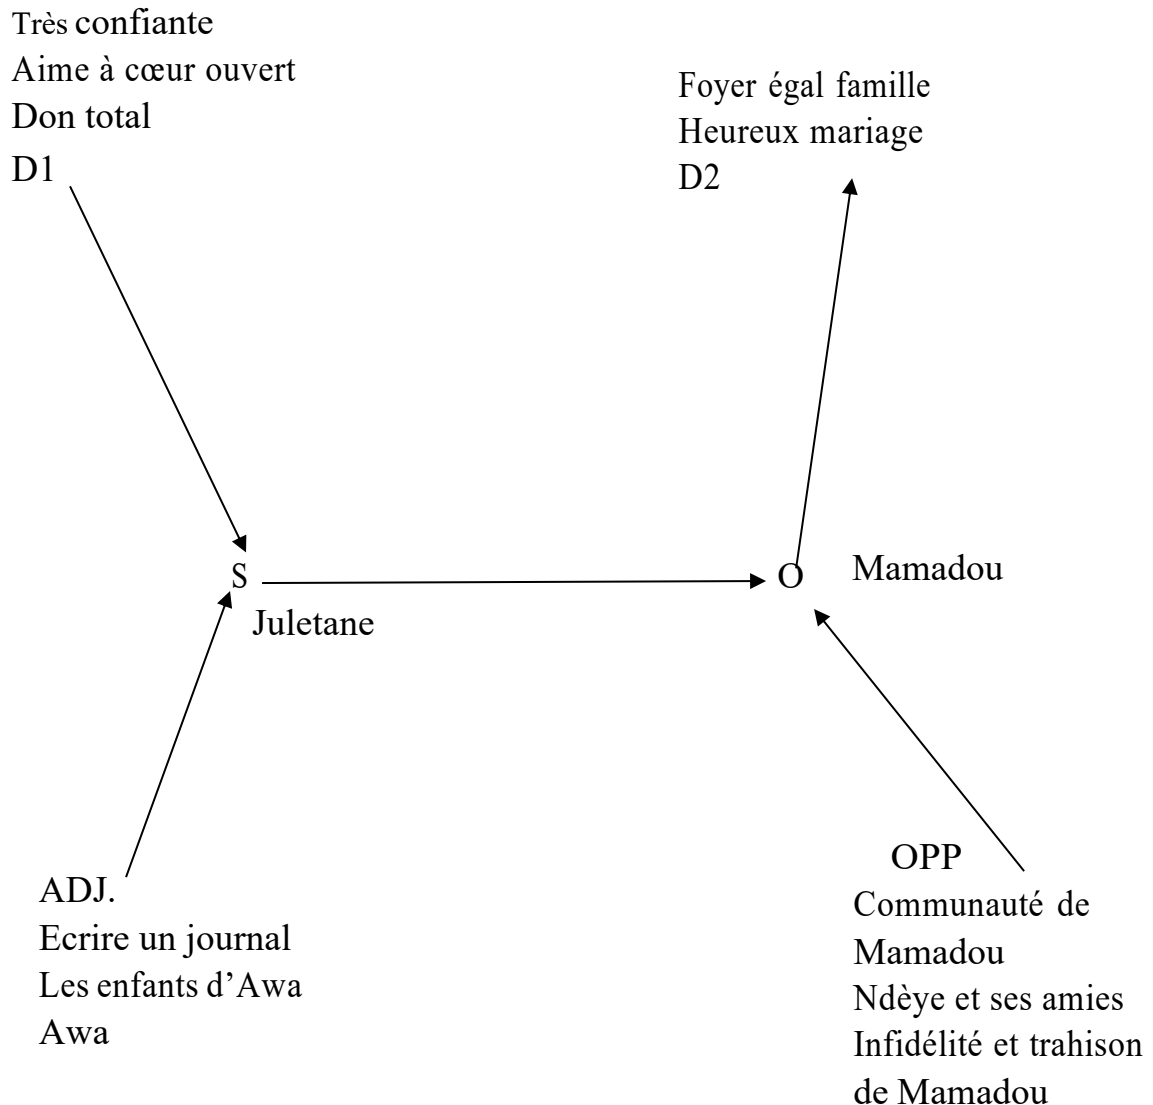 Très confiante
Aime à cœur ouvert
Don total
D1
Foyer égal famille
Heureux mariage
D2
S
Juletane
O
Mamadou
ADJ.
Ecrire un journal
Les enfants d’Awa
Awa
OPP
Communauté de
Mamadou
Ndèye et ses amies
Infidélité et trahison
de Mamadou